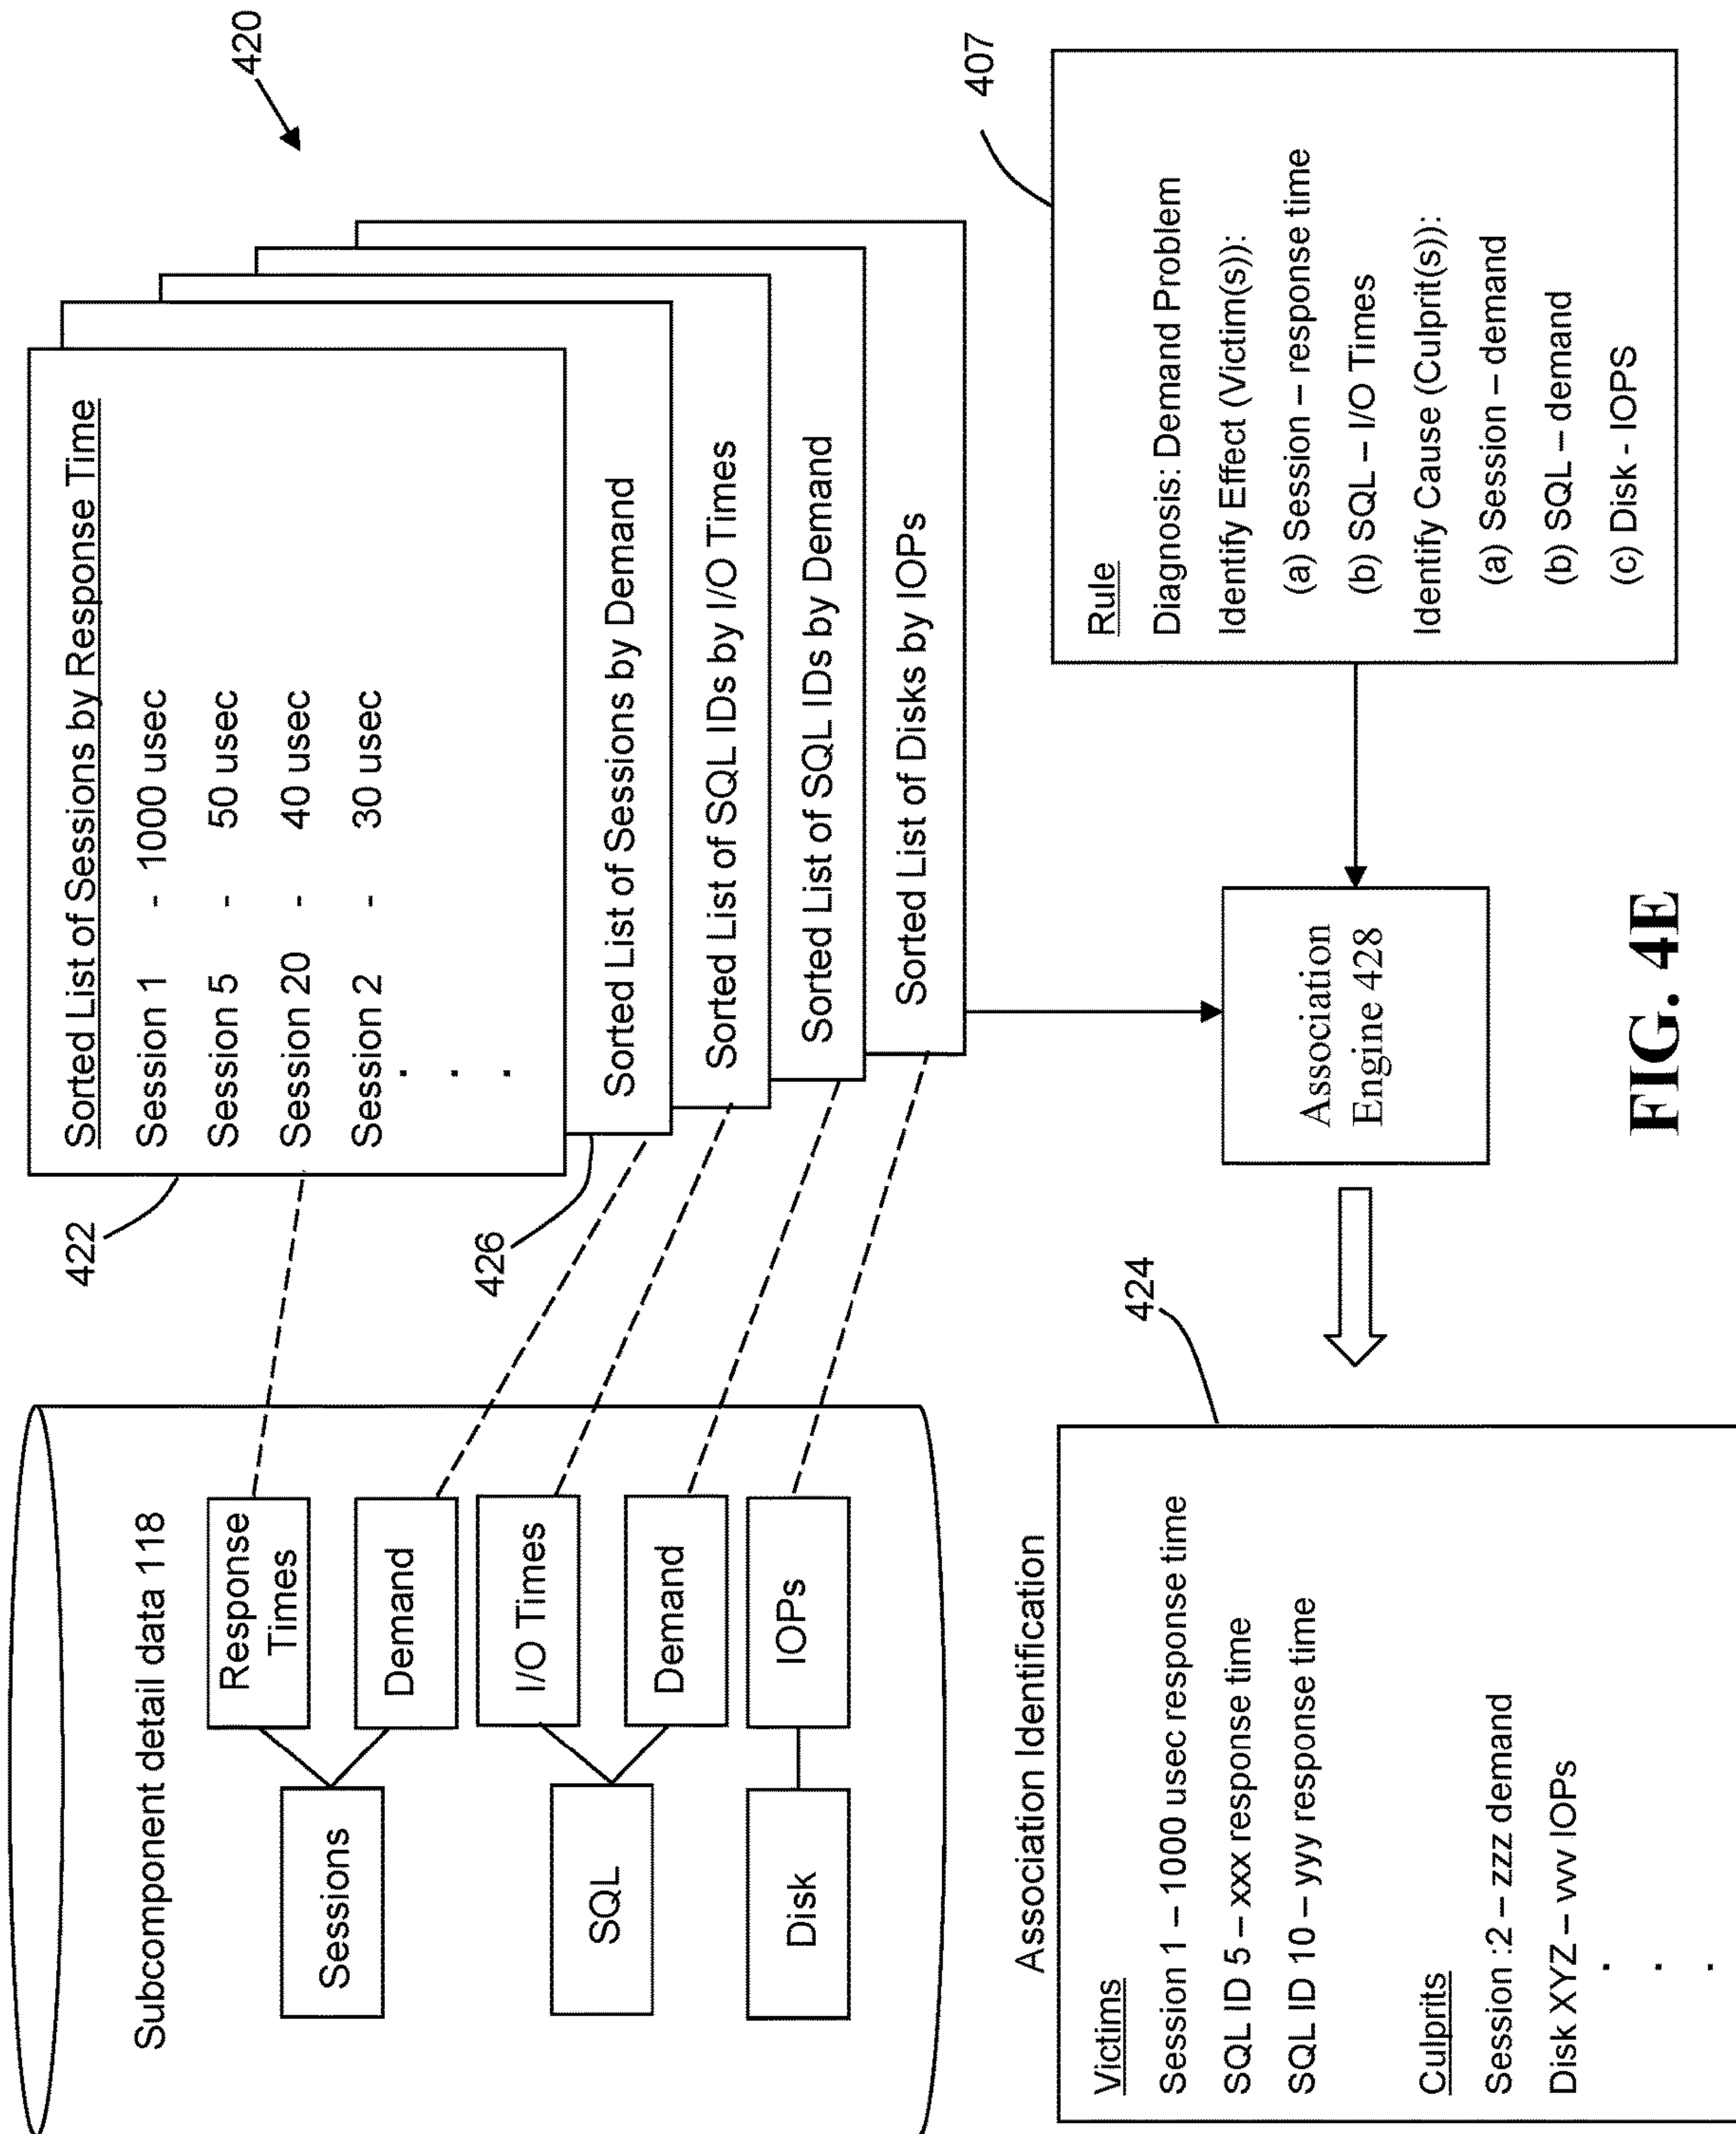 Subcomponent detail data 118
Sessions
Response
Times
Demand
SQL
I/O Times
Demand
Disk
IOPs
422
Sorted List of Sessions by Response Time
Session 1 - 1000 usec
Session 5 - 50 usec
Session 20 - 40 usec
Session 2 - 30 usec
.
.
.
420
426
Sorted List of Sessions by Demand
Sorted List of SQL IDs by I/O Times
Sorted List of SQL IDs by Demand
Sorted List of Disks by IOPs
Association Identification
424
Victims
Session 1 – 1000 usec response time
SQL ID 5 – xxx response time
SQL ID 10 – yyy response time
Culprits
Session :2 – zzz demand
Disk XYZ – vvv IOPs
.
.
.
Association
Engine 428
407
Rule
Diagnosis: Demand Problem
Identify Effect (Victim(s)):
(a) Session – response time
(b) SQL – I/O Times
Identify Cause (Culprit(s)):
(a) Session – demand
(b) SQL – demand
(c) Disk - IOPS
FIG. 4E